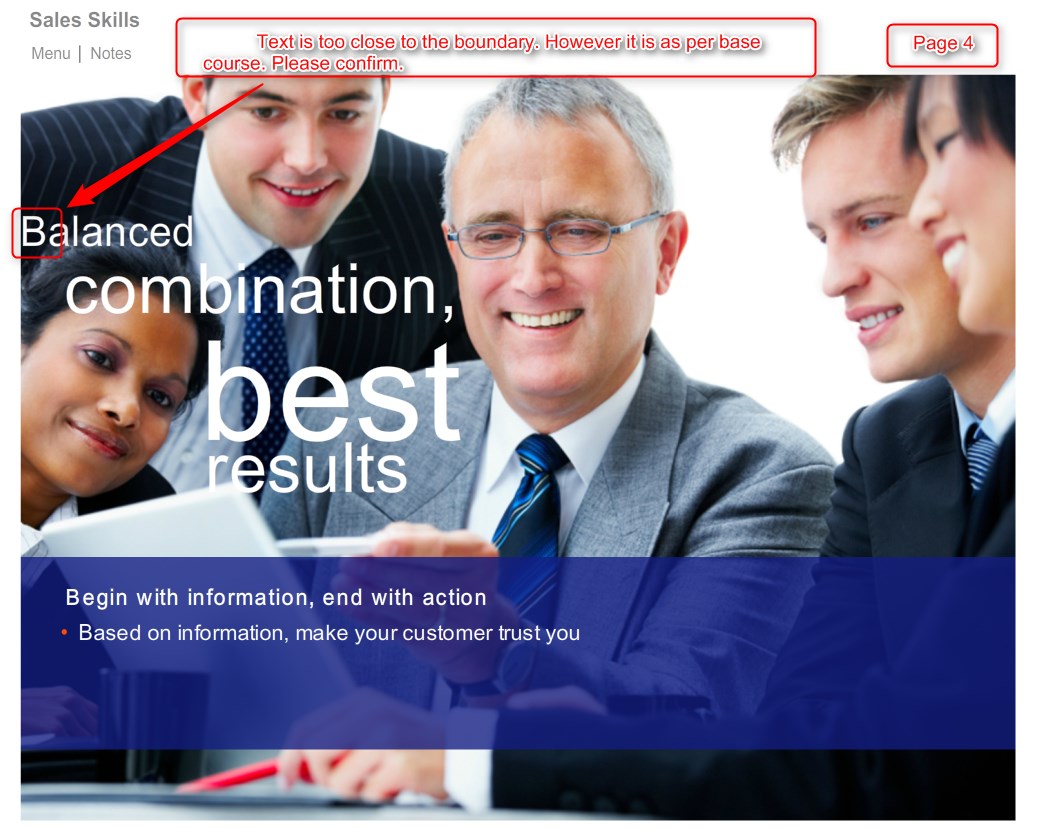 Sales Skills
Text is too close to the boundary. However it is as per base
course. Please confirm.
Page 4
Menu | Notes
Balanced
combination,
best
results
Begin with information, end with action
• Based on information, make your customer trust you